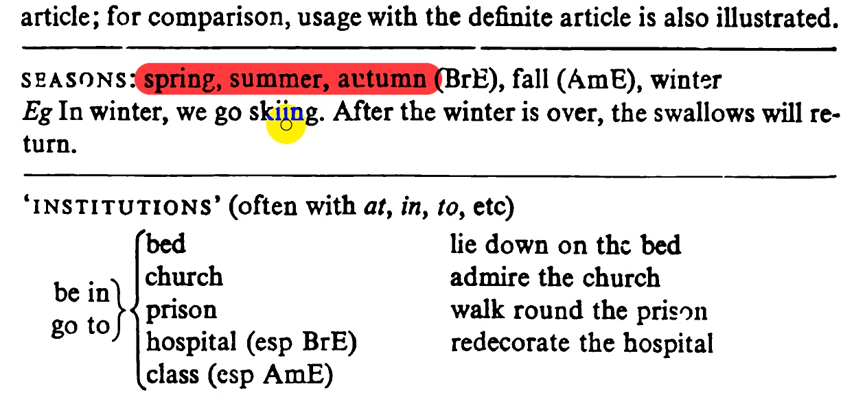 article; for comparison, usage with the definite article is also illustrated.
SEASONS: spring, summer, autumn (BrE), fall (AmE), winter
Eg In winter, we go skiing. After the winter is over, the swallows will re-
turn.
‘INSTITUTIONS’ (often with at, in, to, etc)
bed lie down on the bed
church admire the church
be in
prison walk round the prison
go to
hospital (esp BrE) redecorate the hospital
class (esp AmE)